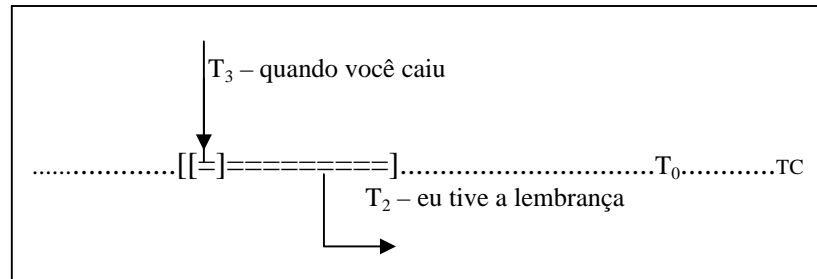 T₃ – quando você caiu
....................[[=]=========]..............................T₀............TC
T₂ – eu tive a lembrança